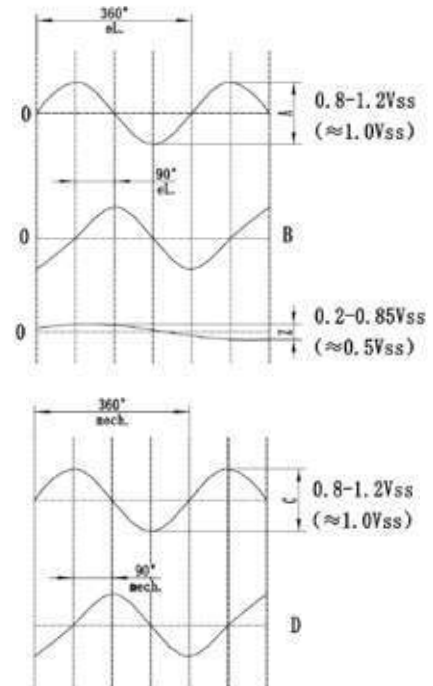 360°
el.
0
A
0.8-1.2Vss
(≈1.0Vss)
90°
el.
0
B
0
Z
0.2-0.85Vss
(≈0.5Vss)
360°
mech.
C
0.8-1.2Vss
(≈1.0Vss)
90°
mech.
D